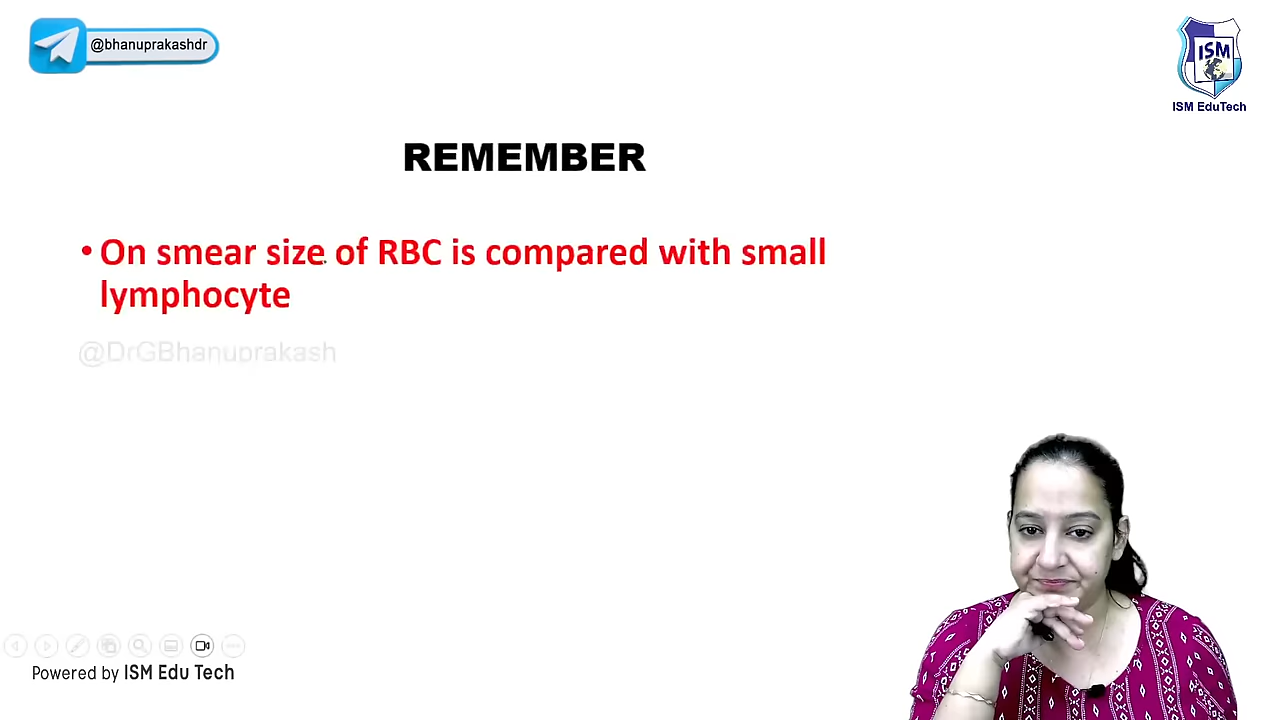 @bhanuprakashdr
ISM
ISM EduTech
REMEMBER
• On smear size of RBC is compared with small
lymphocyte
@DrGBhanuprakash
Powered by ISM Edu Tech